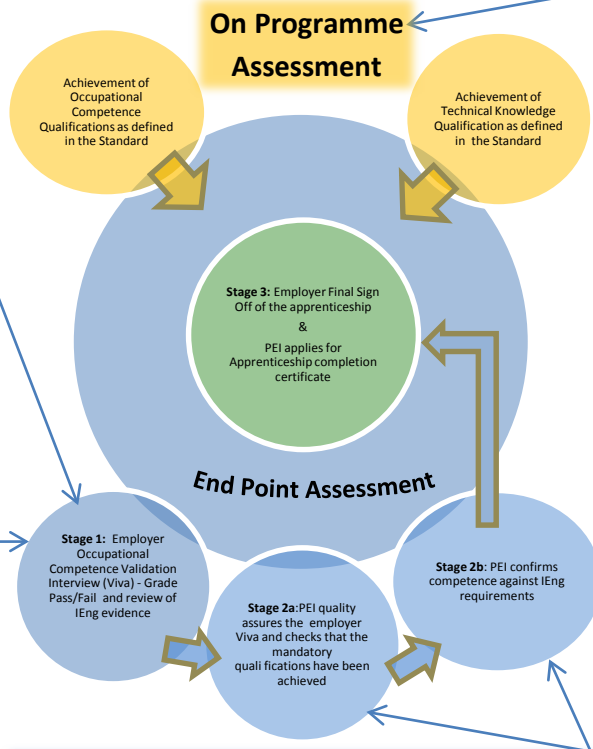 On Programme
Assessment
Achievement of
Occupational
Competence
Qualifications as defined
in the Standard
Achievement of
Technical Knowledge
Qualification as defined
in the Standard
Stage 3: Employer Final Sign
Off of the apprenticeship
&
PEI applies for
Apprenticeship completion
certificate
End Point Assessment
Stage 1: Employer
Occupational
Competence Validation
Interview (Viva) - Grade
Pass/Fail and review of
IEng evidence
Stage 2a:PEI quality
assures the employer
Viva and checks that the
mandatory
quali fications have been
achieved
Stage 2b: PEI confirms
competence against IEng
requirements